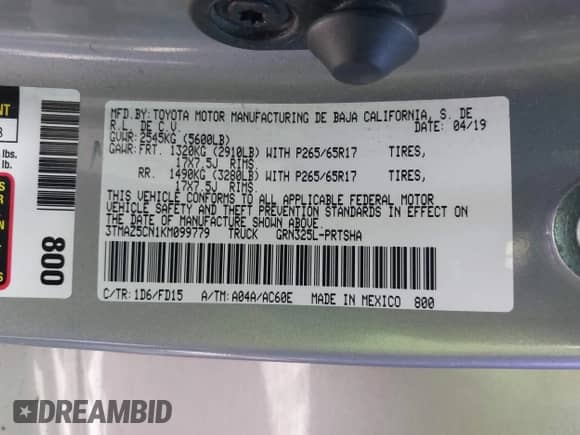 MFD.BY:TOYOTA MOTOR MANUFACTURING DE BAJA CALIFORNIA, S. DE
R.L. DE C.V. DATE: 04/19
GVWR: 2545KG (5600LB)
GAWR: FRT. 1320KG (2910LB) WITH P265/65R17 TIRES,
17X7.5J RIMS
RR. 1490KG (3280LB) WITH P265/65R17 TIRES,
17X7.5J RIMS
THIS VEHICLE CONFORMS TO ALL APPLICABLE FEDERAL MOTOR
VEHICLE SAFETY AND THEFT PREVENTION STANDARDS IN EFFECT ON
THE DATE OF MANUFACTURE SHOWN ABOVE.
3TMAZ5CN1KM099779 TRUCK GRN325L-PRTSHA
C/TR: 1D6/FD15 A/TM: A04A/AC60E MADE IN MEXICO 800
800
NT
lbs.
lb.
DREAMBID